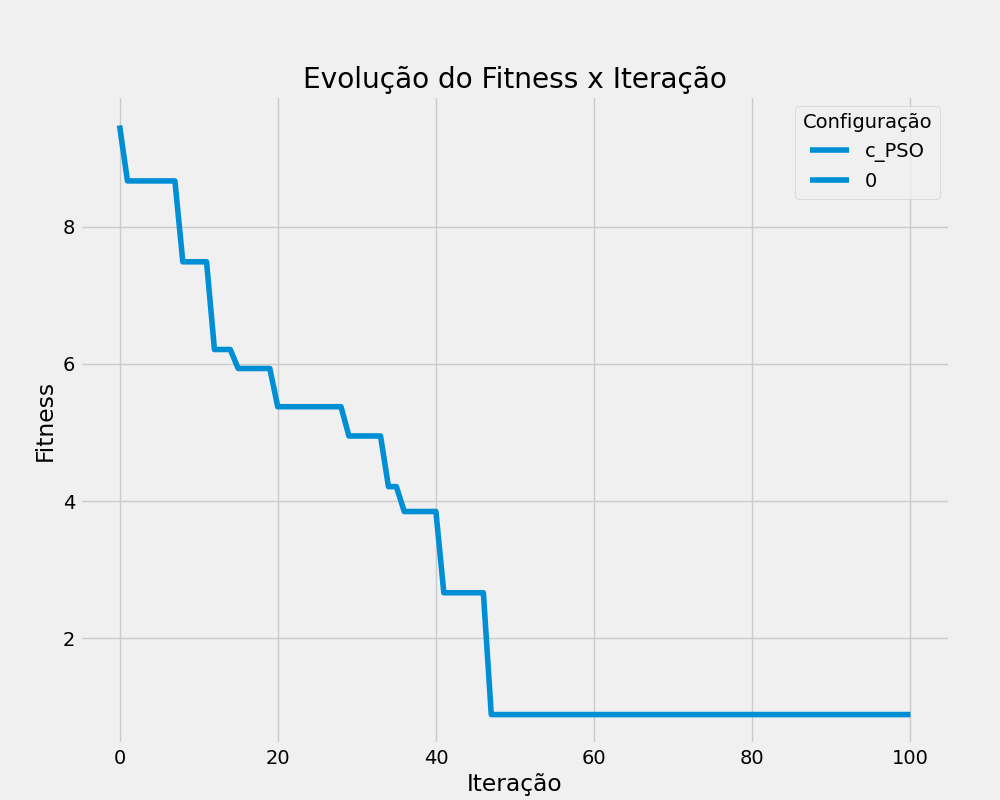 Evolução do Fitness x Iteração
Configuração
c_PSO
0
8
6
4
2
Fitness
0 20 40 60 80 100
Iteração